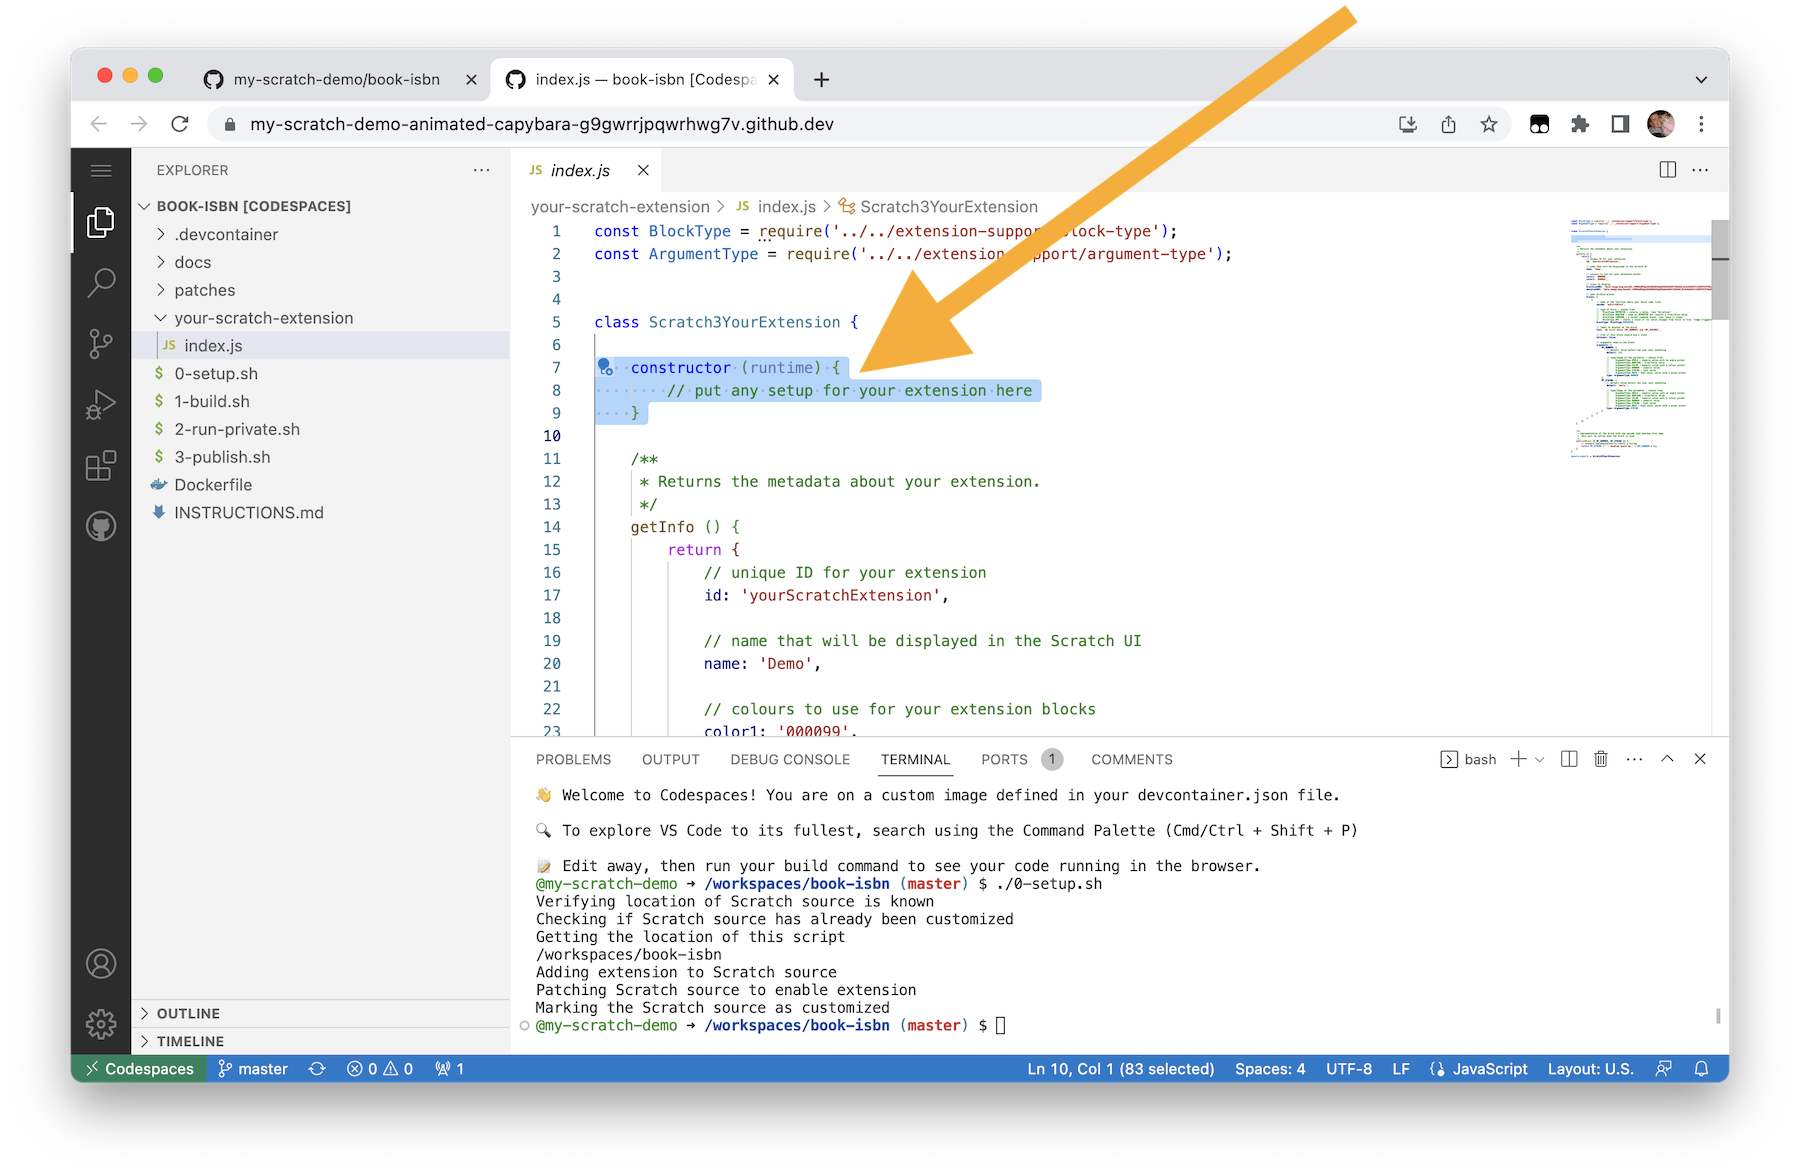 my-scratch-demo/book-isbn
index.js — book-isbn [Codespa
my-scratch-demo-animated-capybara-g9gwrrjpqwrhwg7v.github.dev
EXPLORER
BOOK-ISBN [CODESPACES]
.devcontainer
docs
patches
your-scratch-extension
JS index.js
$ 0-setup.sh
$ 1-build.sh
$ 2-run-private.sh
$ 3-publish.sh
Dockerfile
INSTRUCTIONS.md
OUTLINE
TIMELINE
JS index.js
your-scratch-extension > JS index.js > Scratch3YourExtension
1 const BlockType = require('../../extension-suppor lock-type');
2 const ArgumentType = require('../../extension pport/argument-type');
3
4
5 class Scratch3YourExtension {
6
7 constructor (runtime) {
8 // put any setup for your extension here
9 }
10
11 /**
12 * Returns the metadata about your extension.
13 */
14 getInfo () {
15 return {
16 // unique ID for your extension
17 id: 'yourScratchExtension',
18
19 // name that will be displayed in the Scratch UI
20 name: 'Demo',
21
22 // colours to use for your extension blocks
23 color1: '000099',
PROBLEMS OUTPUT DEBUG CONSOLE TERMINAL PORTS 1 COMMENTS
bash
👋 Welcome to Codespaces! You are on a custom image defined in your devcontainer.json file.
🔍 To explore VS Code to its fullest, search using the Command Palette (Cmd/Ctrl + Shift + P)
📝 Edit away, then run your build command to see your code running in the browser.
@my-scratch-demo → /workspaces/book-isbn (master) $ ./0-setup.sh
Verifying location of Scratch source is known
Checking if Scratch source has already been customized
Getting the location of this script
/workspaces/book-isbn
Adding extension to Scratch source
Patching Scratch source to enable extension
Marking the Scratch source as customized
@my-scratch-demo → /workspaces/book-isbn (master) $
Codespaces master 0 0 1
Ln 10, Col 1 (83 selected) Spaces: 4 UTF-8 LF JavaScript Layout: U.S.